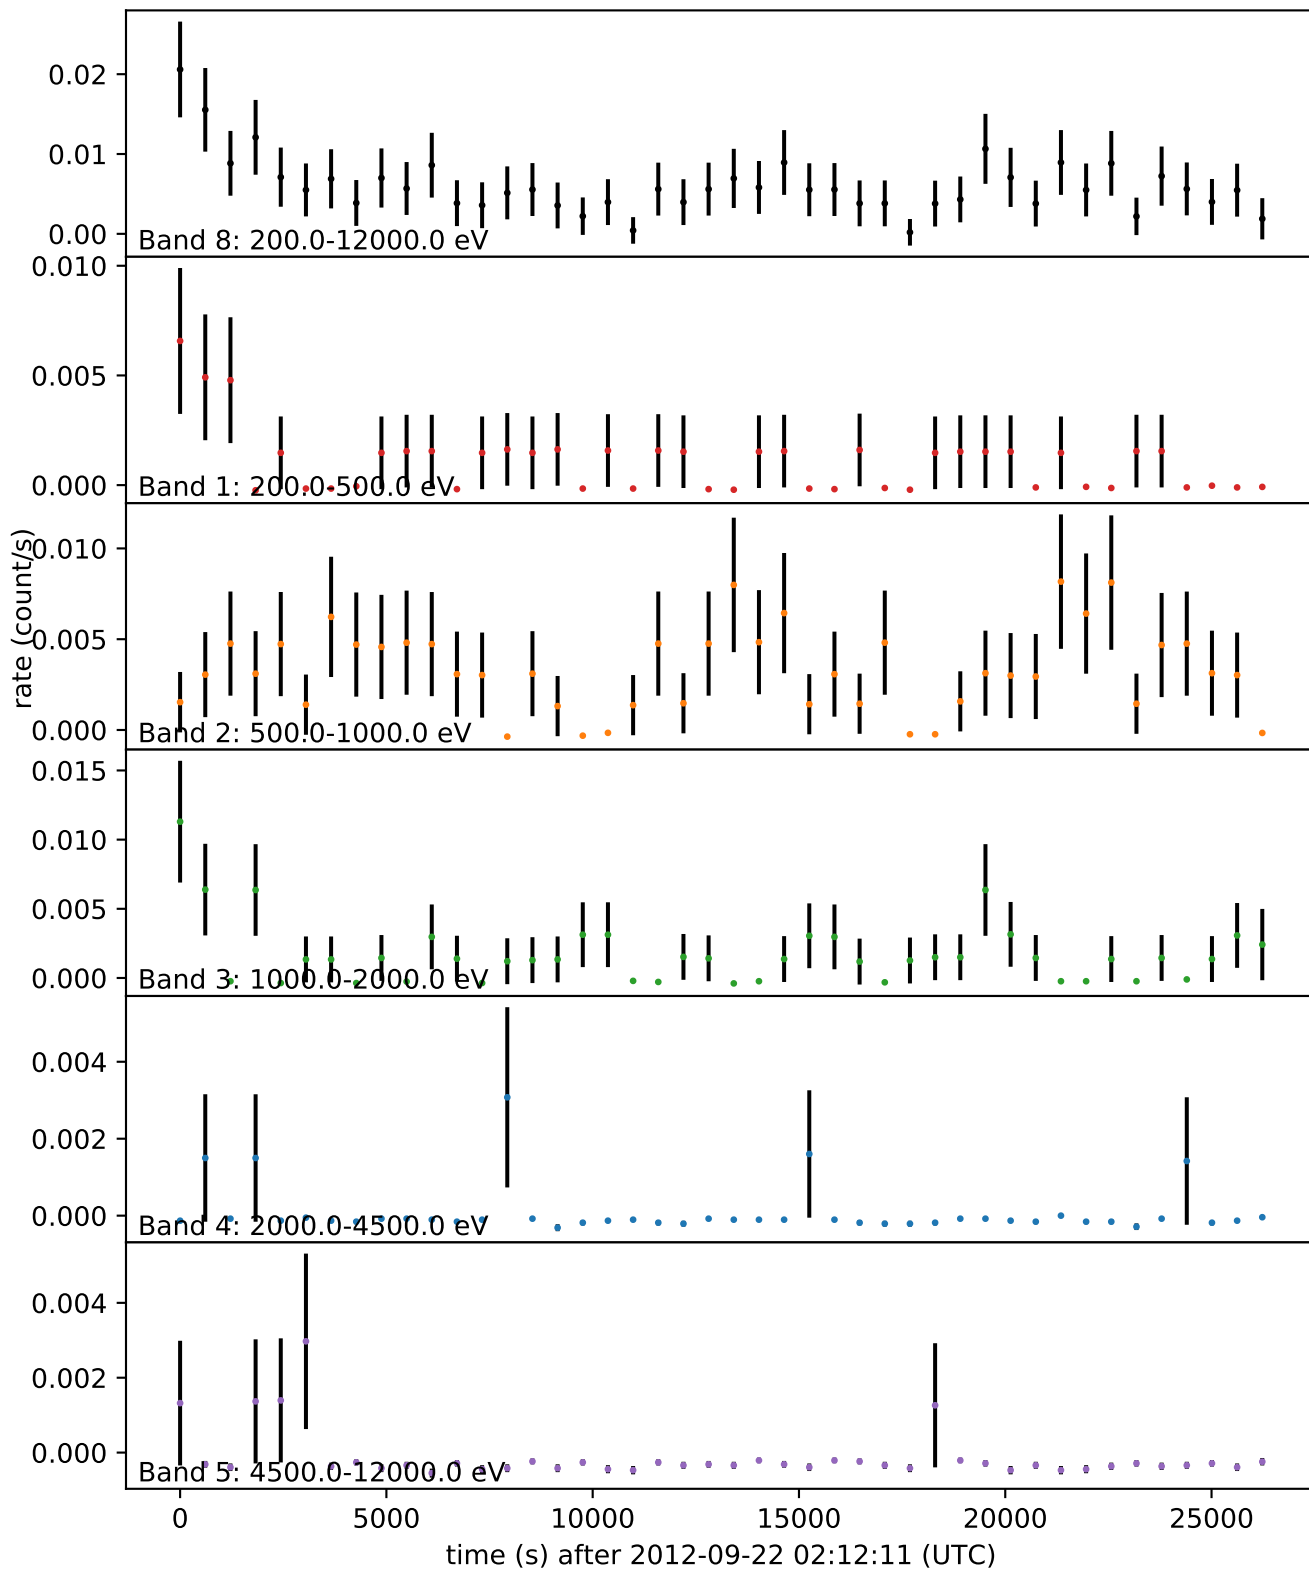 0.02
0.01
0.00
Band 8: 200.0-12000.0 eV
0.010
0.005
0.000
Band 1: 200.0-500.0 eV
rate (count/s)
0.010
0.005
0.000
Band 2: 500.0-1000.0 eV
0.015
0.010
0.005
0.000
Band 3: 1000.0-2000.0 eV
0.004
0.002
0.000
Band 4: 2000.0-4500.0 eV
0.004
0.002
0.000
Band 5: 4500.0-12000.0 eV
0 5000 10000 15000 20000 25000
time (s) after 2012-09-22 02:12:11 (UTC)